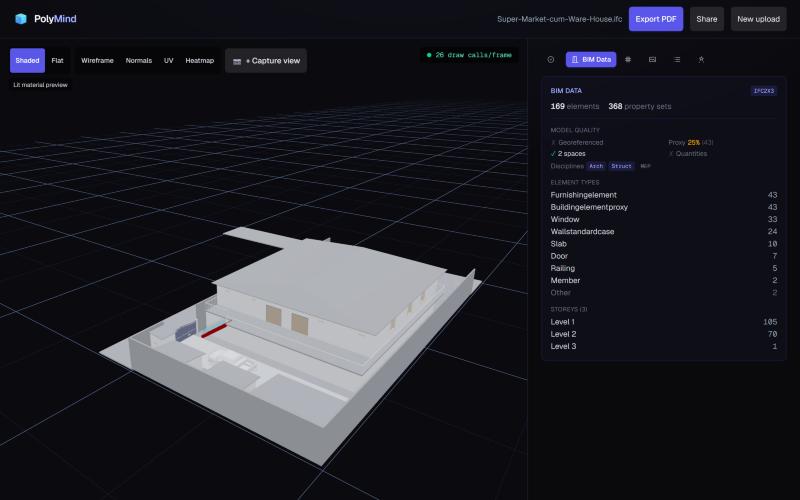 PolyMind
Super-Market-cum-Ware-House.ifc
Export PDF
Share
New upload
Shaded
Flat
Wireframe
Normals
UV
Heatmap
+ Capture view
26 draw calls/frame
Lit material preview
BIM Data
BIM DATA
IFC2X3
169 elements 368 property sets
MODEL QUALITY
✗ Georeferenced
Proxy 25% (43)
✓ 2 spaces
✗ Quantities
Disciplines Arch Struct MEP
ELEMENT TYPES
Furnishingelement 43
Buildingelementproxy 43
Window 33
Wallstandardcase 24
Slab 10
Door 7
Railing 5
Member 2
Other 2
STOREYS (3)
Level 1 105
Level 2 70
Level 3 1